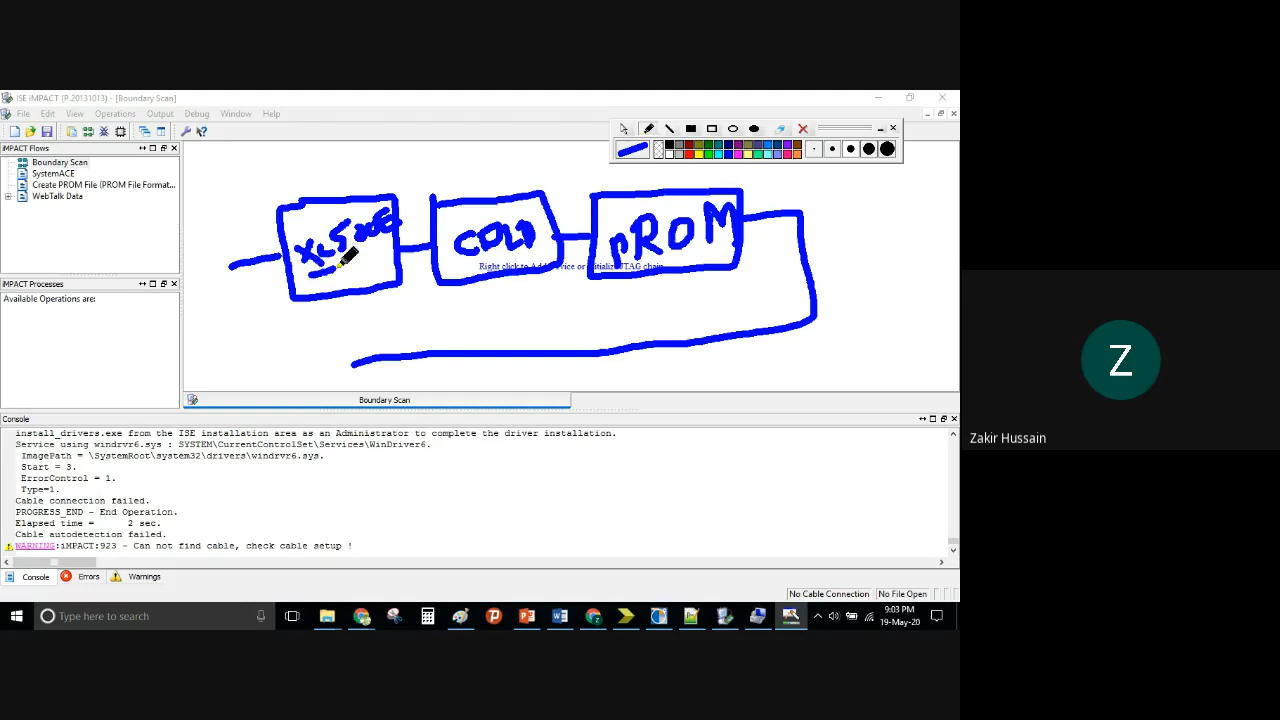 ISE iMPACT (P.20131013) - [Boundary Scan]
File Edit View Operations Output Debug Window Help
iMPACT Flows
Boundary Scan
SystemACE
Create PROM File (PROM File Format...
WebTalk Data
iMPACT Processes
Available Operations are:
PROM
Right click to Add Device or Initialize JTAG chain
Boundary Scan
Console
install_drivers.exe from the ISE installation area as an Administrator to complete the driver installation.
Service using windrvr6.sys : SYSTEM\CurrentControlSet\Services\WinDriver6.
ImagePath = \SystemRoot\system32\drivers\windrvr6.sys.
Start = 3.
ErrorControl = 1.
Type=1.
Cable connection failed.
PROGRESS_END - End Operation.
Elapsed time = 2 sec.
Cable autodetection failed.
WARNING:iMPACT:923 - Can not find cable, check cable setup !
Console Errors Warnings
No Cable Connection No File Open
Type here to search
9:03 PM
19-May-20
Z
Zakir Hussain